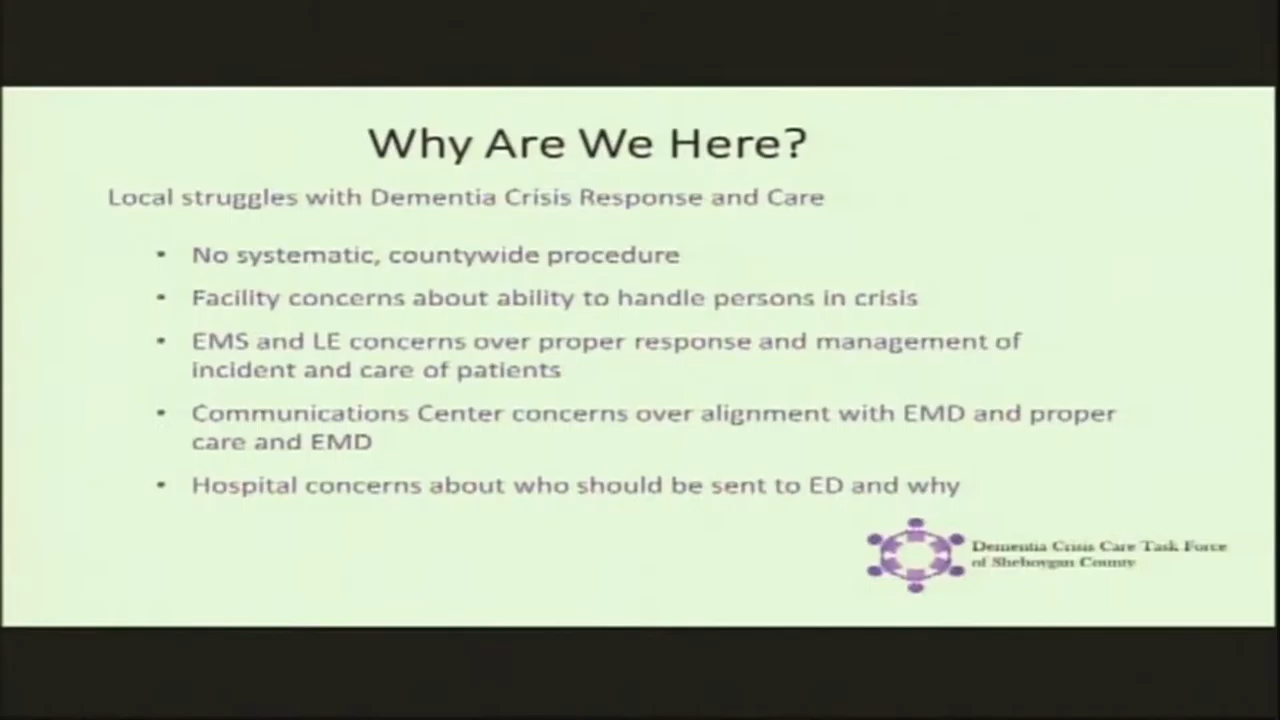 Why Are We Here?
Local struggles with Dementia Crisis Response and Care
• No systematic, countywide procedure
• Facility concerns about ability to handle persons in crisis
• EMS and LE concerns over proper response and management of
incident and care of patients
• Communications Center concerns over alignment with EMD and proper
care and EMD
• Hospital concerns about who should be sent to ED and why
Dementia Crisis Care Task Force
of Sheboygan County